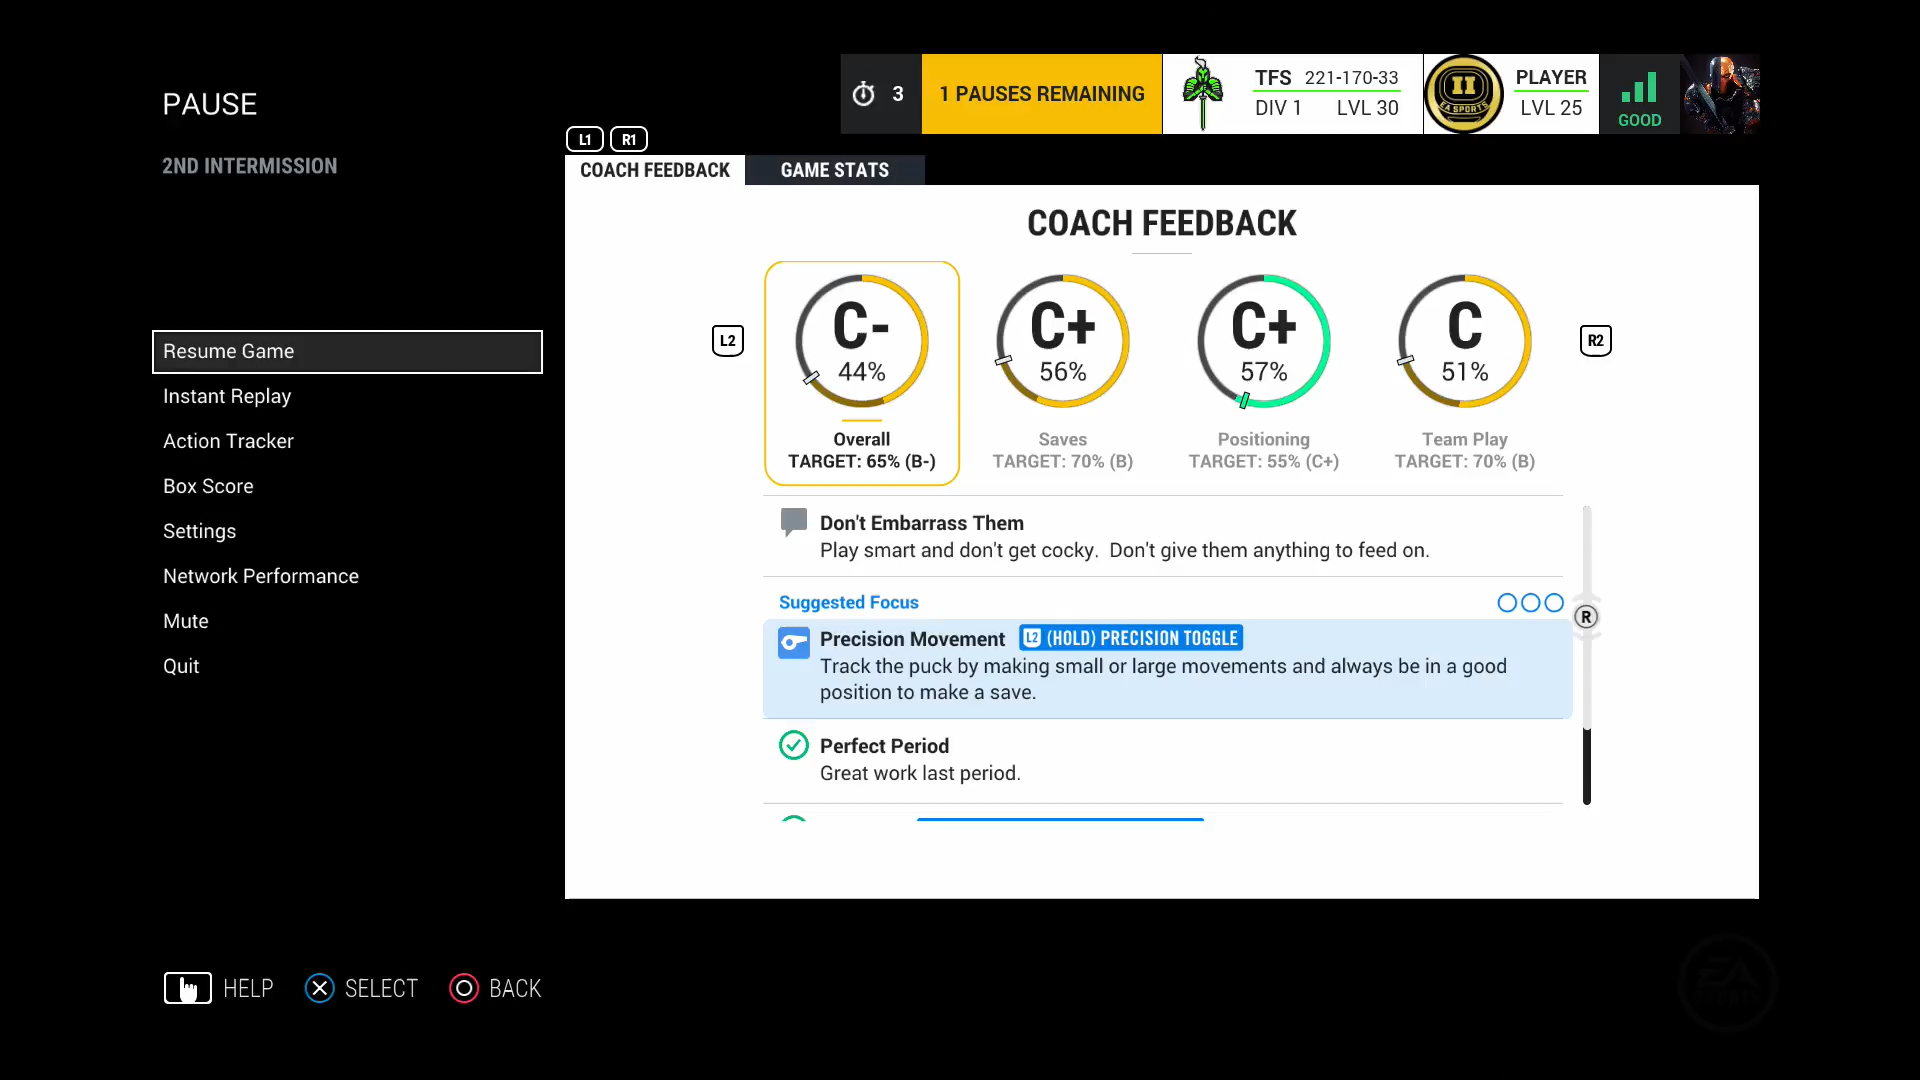 PAUSE
2ND INTERMISSION
3
1 PAUSES REMAINING
TFS 221-170-33
DIV 1 LVL 30
II
EA SPORTS
PLAYER
LVL 25
GOOD
L1 R1
COACH FEEDBACK GAME STATS
COACH FEEDBACK
L2
C-
44%
Overall
TARGET: 65% (B-)
C+
56%
Saves
TARGET: 70% (B)
C+
57%
Positioning
TARGET: 55% (C+)
C
51%
Team Play
TARGET: 70% (B)
R2
Resume Game
Instant Replay
Action Tracker
Box Score
Settings
Network Performance
Mute
Quit
Don't Embarrass Them
Play smart and don't get cocky. Don't give them anything to feed on.
Suggested Focus
R
Precision Movement L2 (HOLD) PRECISION TOGGLE
Track the puck by making small or large movements and always be in a good
position to make a save.
Perfect Period
Great work last period.
HELP SELECT BACK
EA